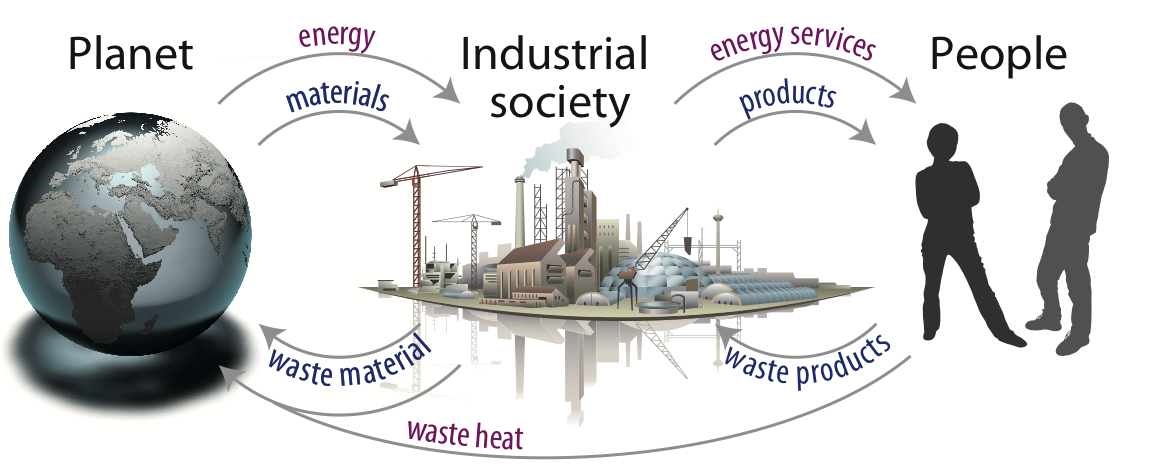 Planet
energy
materials
Industrial
society
energy services
products
People
waste material
waste products
waste heat